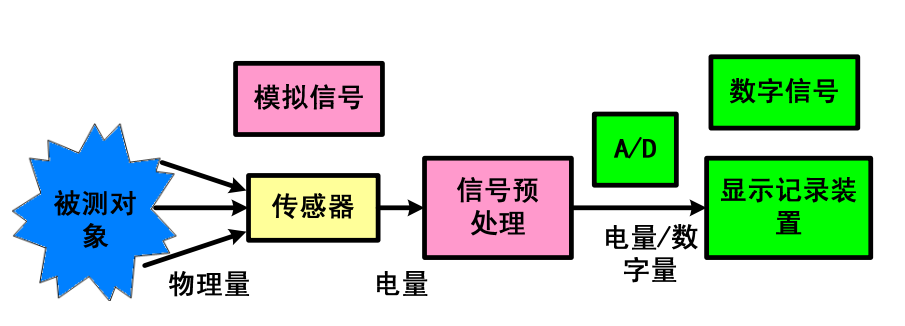 模拟信号
数字信号
A/D
被测对
象
传感器
信号预
处理
显示记录装
置
物理量
电量
电量/数
字量